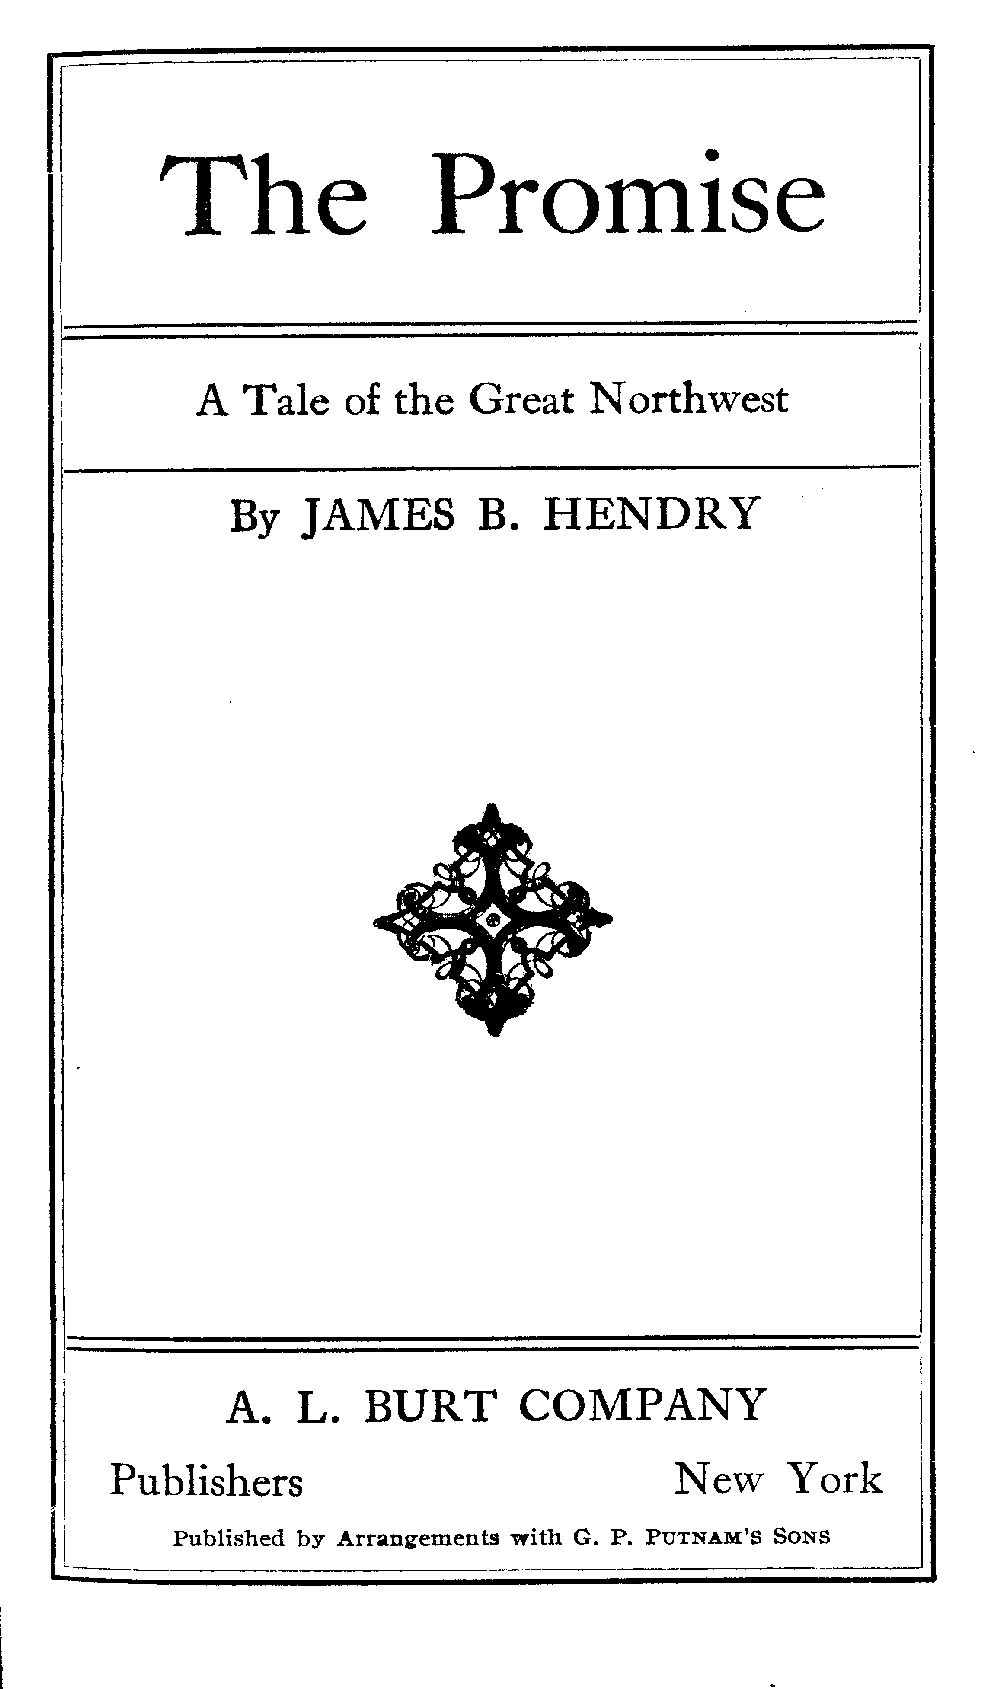 The Promise
A Tale of the Great Northwest
By JAMES B. HENDRY
A. L. BURT COMPANY
Publishers New York
Published by Arrangements with G. P. PUTNAM'S SONS